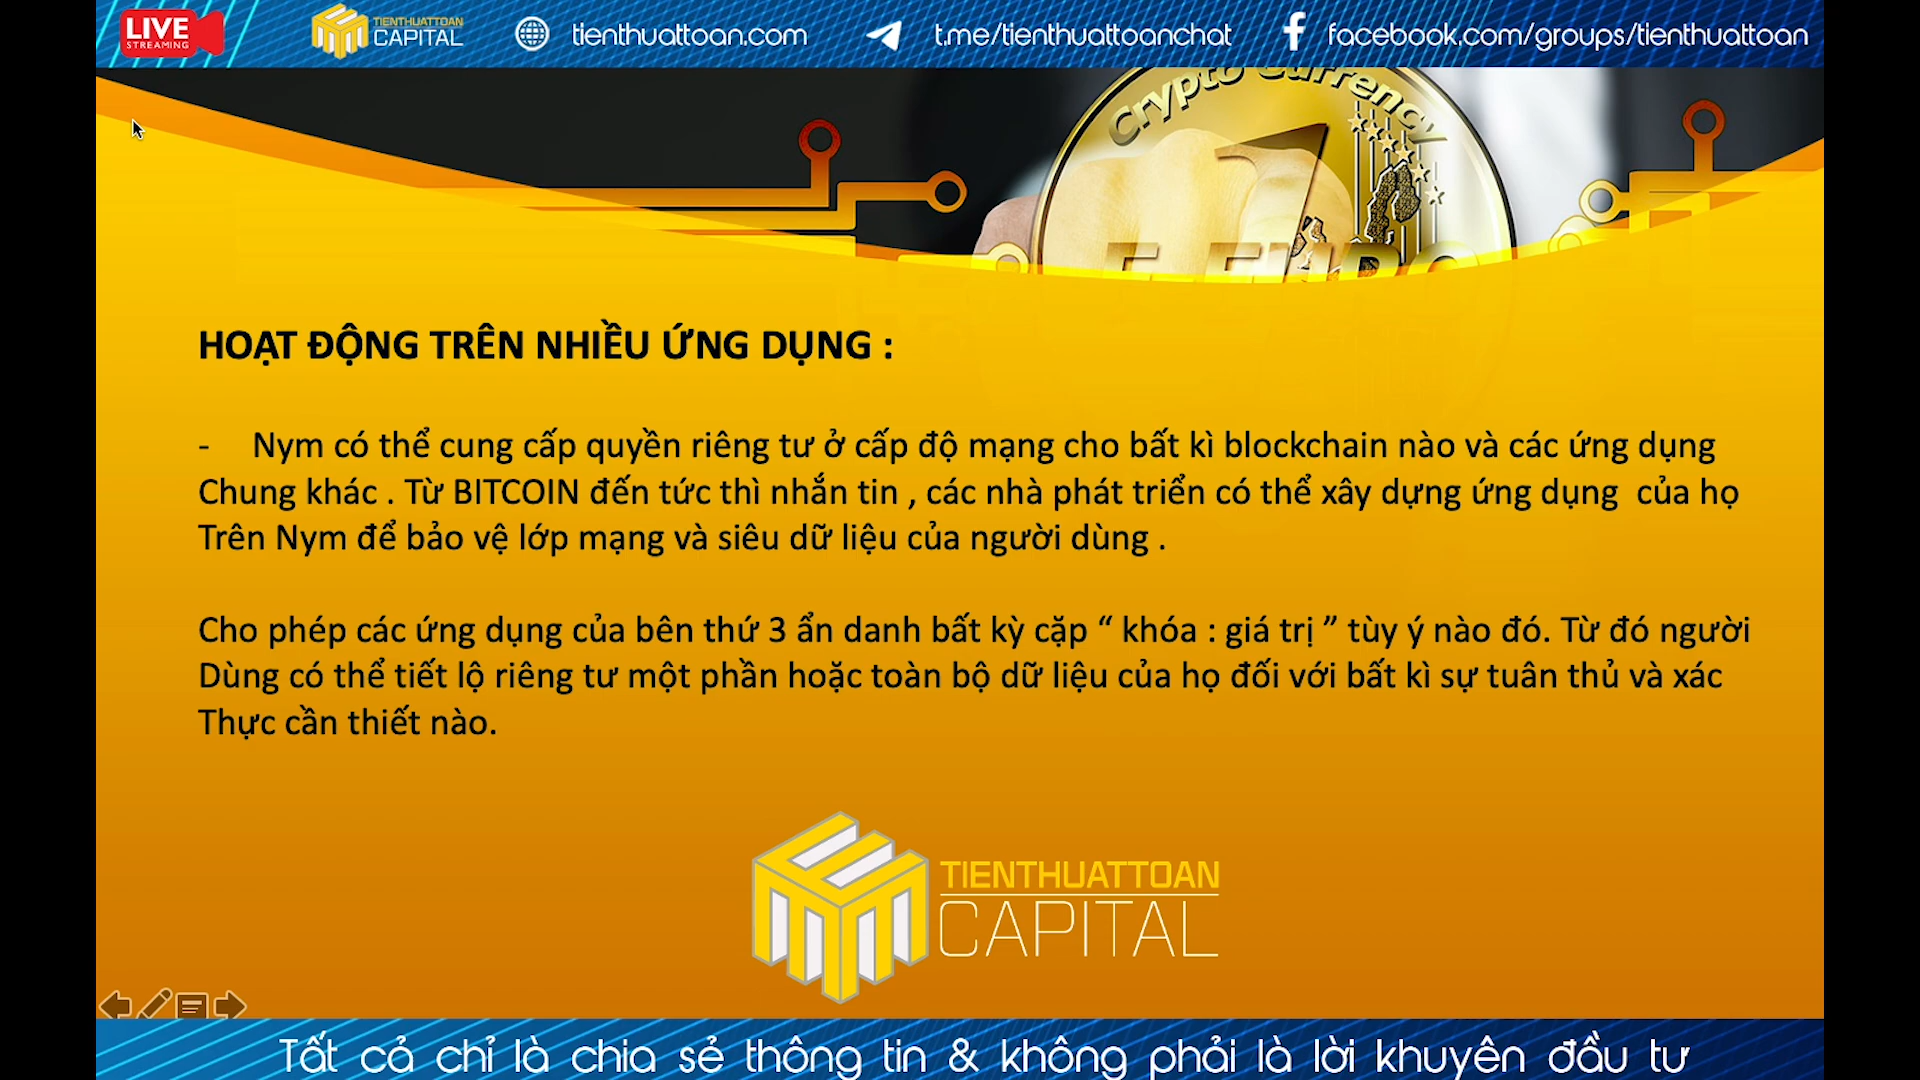 LIVE
STREAMING
TIENTHUATTOAN
CAPITAL
tienthuattoan.com
t.me/tienthuattoanchat
facebook.com/groups/tienthuattoan
Crypto Currency
HOẠT ĐỘNG TRÊN NHIỀU ỨNG DỤNG :
- Nym có thể cung cấp quyền riêng tư ở cấp độ mạng cho bất kì blockchain nào và các ứng dụng
Chung khác . Từ BITCOIN đến tức thì nhắn tin , các nhà phát triển có thể xây dựng ứng dụng của họ
Trên Nym để bảo vệ lớp mạng và siêu dữ liệu của người dùng .
Cho phép các ứng dụng của bên thứ 3 ẩn danh bất kỳ cặp “ khóa : giá trị ” tùy ý nào đó. Từ đó người
Dùng có thể tiết lộ riêng tư một phần hoặc toàn bộ dữ liệu của họ đối với bất kì sự tuân thủ và xác
Thực cần thiết nào.
TIENTHUATTOAN
CAPITAL
Tất cả chỉ là chia sẻ thông tin & không phải là lời khuyên đầu tư